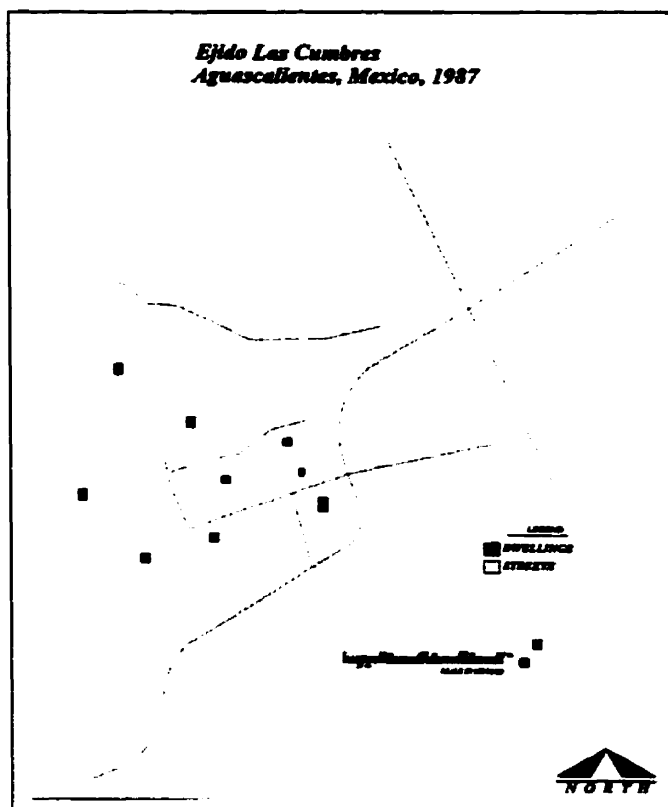 Ejido Las Cumbres
Aguascalientes, Mexico, 1987
LEGEND
DWELLINGS
STREETS
NORTH